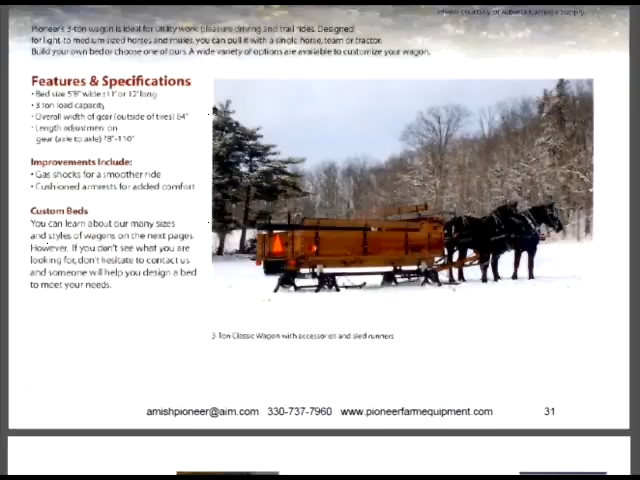 Photo courtesy of Alberta Carriage Supply.
Pioneer's 3-ton wagon is ideal for utility work pleasure driving and trail rides. Designed
for light to medium sized horses and mules, you can pull it with a single horse, team or tractor.
Build your own bed or choose one of ours. A wide variety of options are available to customize your wagon.
Features & Specifications
• Bed size 5'8" wide x 11' or 12' long
• 3 ton load capacity
• Overall width of gear (outside of tires) 64"
• Length adjustment on
gear (axle to axle)
Improvements Include:
• Gas shocks for a smoother ride
• Cushioned armrests for added comfort
Custom Beds
You can learn about our many sizes
and styles of wagons on the next pages.
However. If you don't see what you are
looking for, don't hesitate to contact us
and someone will help you design a bed
to meet your needs.
3-Ton Classic Wagon with accessories and sled runners
amishpioneer@aim.com 330-737-7960 www.pioneerfarmequipment.com 31